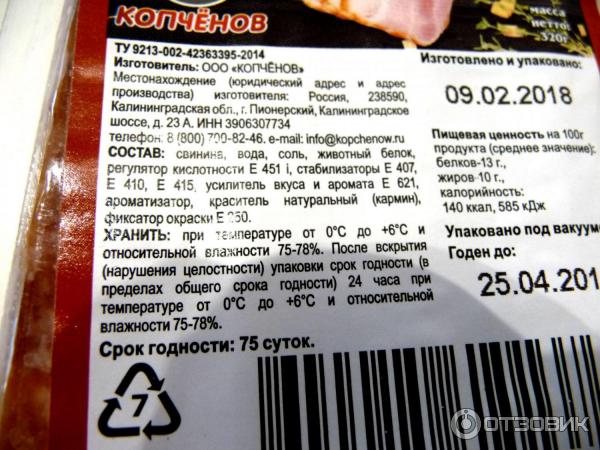 КОПЧЁНОВ
масса
нетто:
320г
ТУ 9213-002-42363395-2014
Изготовитель: ООО «КОПЧЁНОВ»
Местонахождение (юридический адрес и адрес
производства) изготовителя: Россия, 238590,
Калининградская обл., г. Пионерский, Калининградское
шоссе, д. 23 А. ИНН 3906307734
телефон: 8 (800) 700-82-46. e-mail: info@kopchenow.ru
СОСТАВ: свинина, вода, соль, животный белок,
регулятор кислотности Е 451 i, стабилизаторы Е 407,
Е 410, Е 415, усилитель вкуса и аромата Е 621,
ароматизатор, краситель натуральный (кармин),
фиксатор окраски Е 250.
ХРАНИТЬ: при температуре от 0°С до +6°С и
относительной влажности 75-78%. После вскрытия
(нарушения целостности) упаковки срок годности (в
пределах общего срока годности) 24 часа при
температуре от 0°С до +6°С и относительной
влажности 75-78%.
Срок годности: 75 суток.
7
Изготовлено и упаковано:
09.02.2018
Пищевая ценность на 100г
продукта (среднее значение):
белков-13 г.,
жиров-10 г.,
калорийность:
140 ккал, 585 кДж
Упаковано под вакуумо
Годен до:
25.04.201
ОТЗОВИК